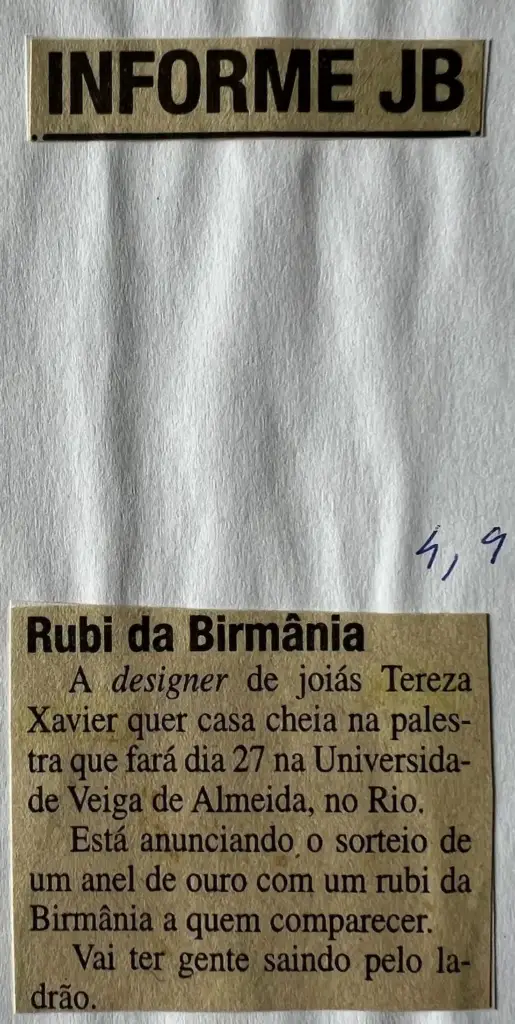 INFORME JB
4, 9
Rubi da Birmânia
A designer de joiás Tereza
Xavier quer casa cheia na pales-
tra que fará dia 27 na Universida-
de Veiga de Almeida, no Rio.
Está anunciando o sorteio de
um anel de ouro com um rubi da
Birmânia a quem comparecer.
Vai ter gente saindo pelo la-
drão.